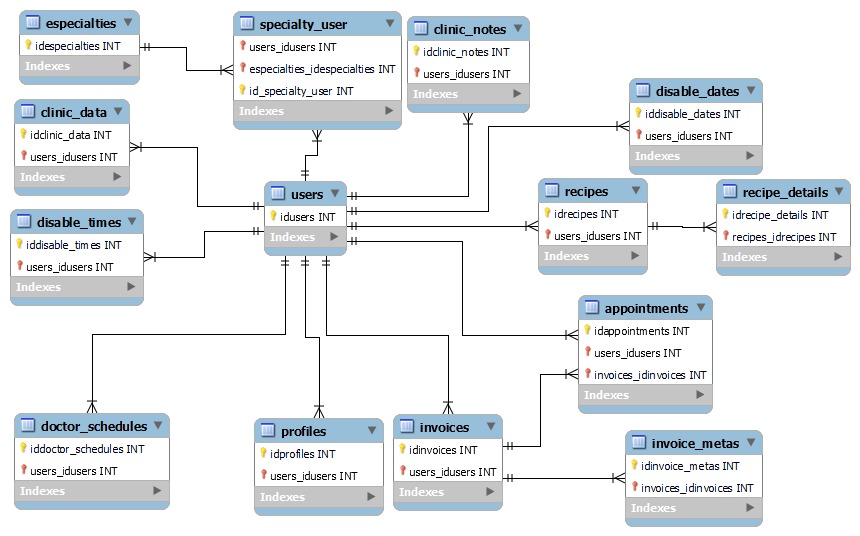 especialties
idespecialties INT
Indexes
specialty_user
users_idusers INT
especialties_idespecialties INT
id_specialty_user INT
Indexes
clinic_notes
idclinic_notes INT
users_idusers INT
Indexes
clinic_data
idclinic_data INT
users_idusers INT
Indexes
disable_dates
iddisable_dates INT
users_idusers INT
Indexes
users
idusers INT
Indexes
recipes
idrecipes INT
users_idusers INT
Indexes
recipe_details
idrecipe_details INT
recipes_idrecipes INT
Indexes
disable_times
iddisable_times INT
users_idusers INT
Indexes
appointments
idappointments INT
users_idusers INT
invoices_idinvoices INT
Indexes
doctor_schedules
iddoctor_schedules INT
users_idusers INT
Indexes
profiles
idprofiles INT
users_idusers INT
Indexes
invoices
idinvoices INT
users_idusers INT
Indexes
invoice_metas
idinvoice_metas INT
invoices_idinvoices INT
Indexes